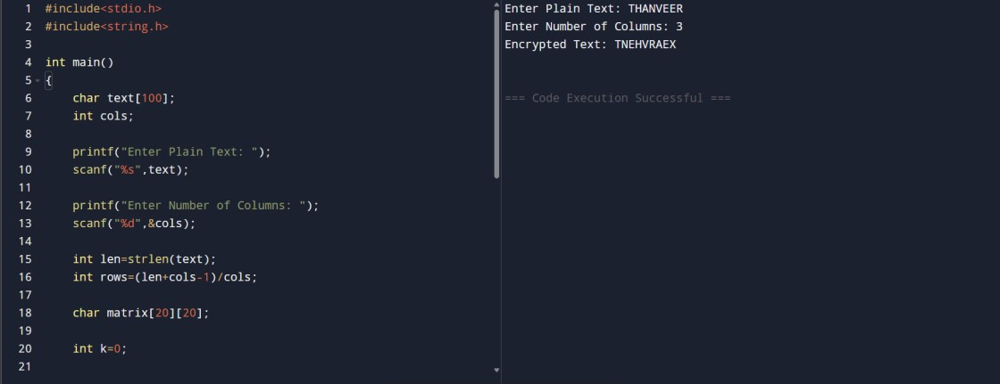 1 #include<stdio.h>
2 #include<string.h>
3
4 int main()
5 {
6     char text[100];
7     int cols;
8
9     printf("Enter Plain Text: ");
10     scanf("%s",text);
11
12     printf("Enter Number of Columns: ");
13     scanf("%d",&cols);
14
15     int len=strlen(text);
16     int rows=(len+cols-1)/cols;
17
18     char matrix[20][20];
19
20     int k=0;
21
Enter Plain Text: THANVEER
Enter Number of Columns: 3
Encrypted Text: TNEHVRAEX
=== Code Execution Successful ===